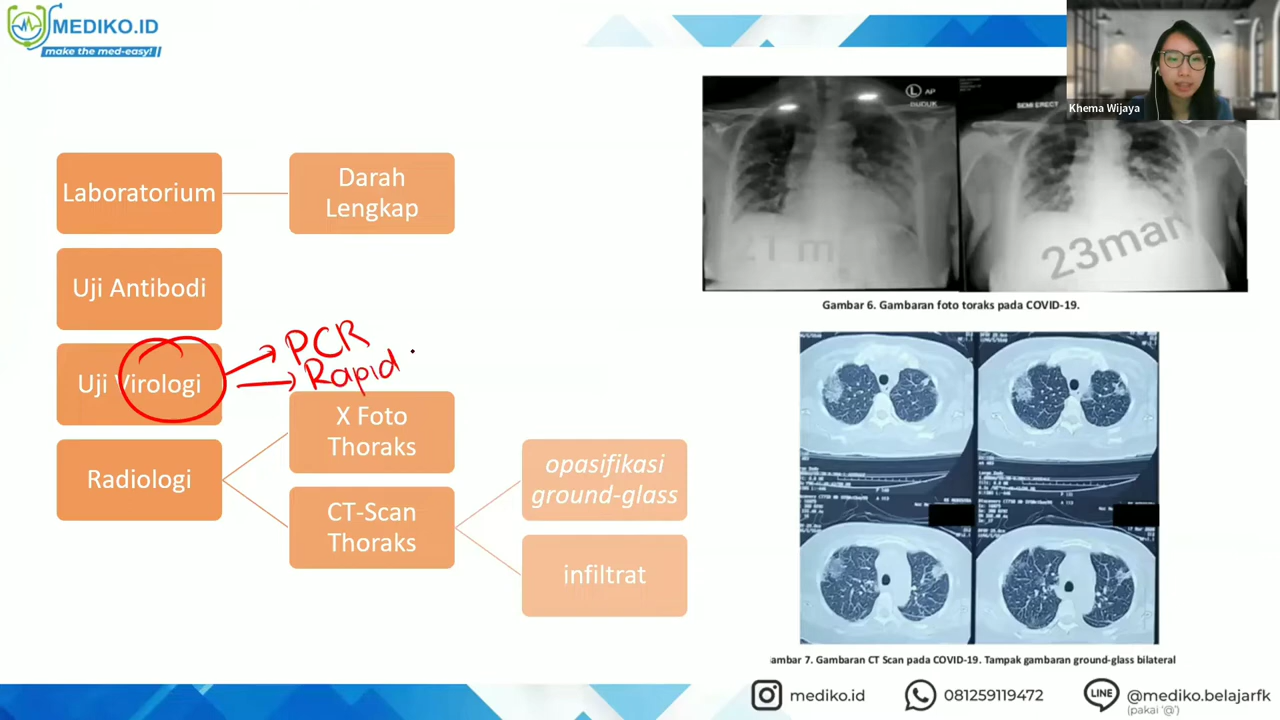 MEDIKO.ID
make the med-easy!
Khema Wijaya
Laboratorium
Darah
Lengkap
Uji Antibodi
Uji Virologi
PCR
Rapid
Radiologi
X Foto
Thoraks
CT-Scan
Thoraks
opasifikasi
ground-glass
infiltrat
L AP
DUDUK
SEMI ERECT
21 m
23mar
Gambar 6. Gambaran foto toraks pada COVID-19.
ambar 7. Gambaran CT Scan pada COVID-19. Tampak gambaran ground-glass bilateral
mediko.id
081259119472
LINE
@mediko.belajarfk
(pakai '@')